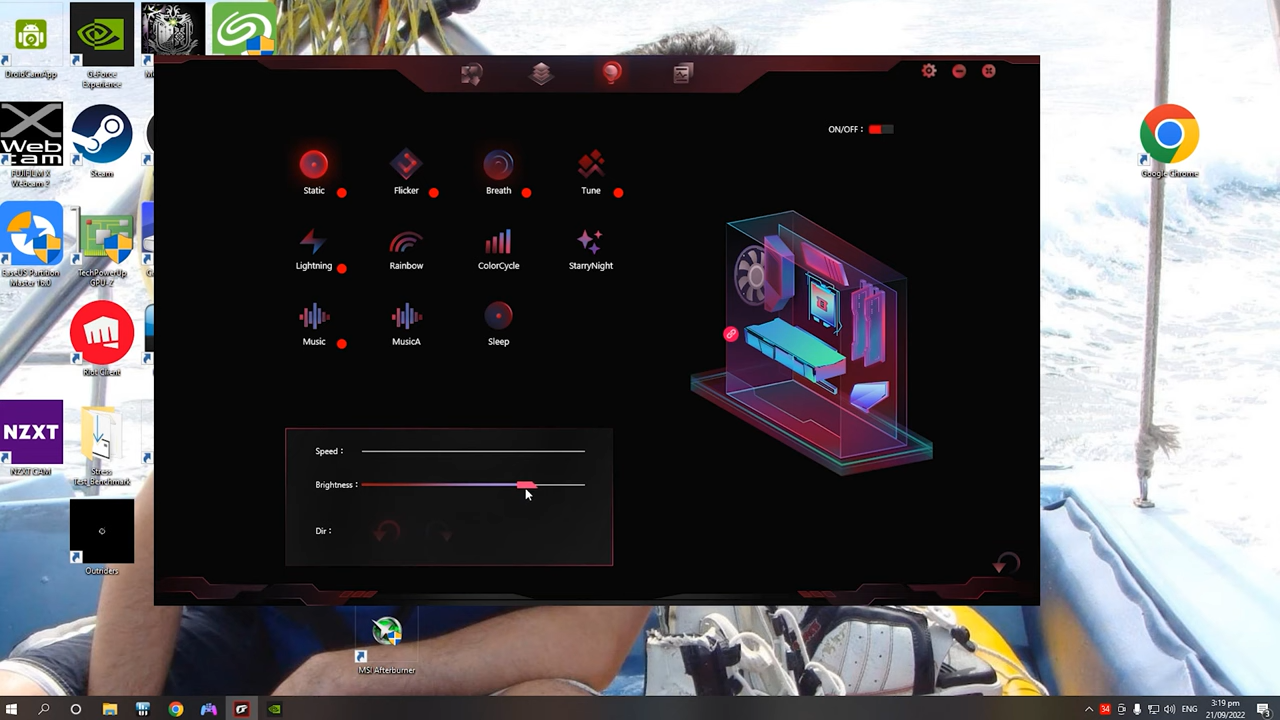 DroidCamApp
GeForce
Experience
X
Web
cam
FUJIFILM X
Webcam 2
Steam
EaseUS Partition
Master 16.0
TechPowerUp
GPU-Z
Riot Client
NZXT
NZXT CAM
Stress
Test Benchmark
Outriders
MSI Afterburner
Google Chrome
ON/OFF :
Static
Flicker
Breath
Tune
Lightning
Rainbow
ColorCycle
StarryNight
Music
MusicA
Sleep
Speed :
Brightness :
Dir :
34
ENG
3:19 pm
21/09/2022
3